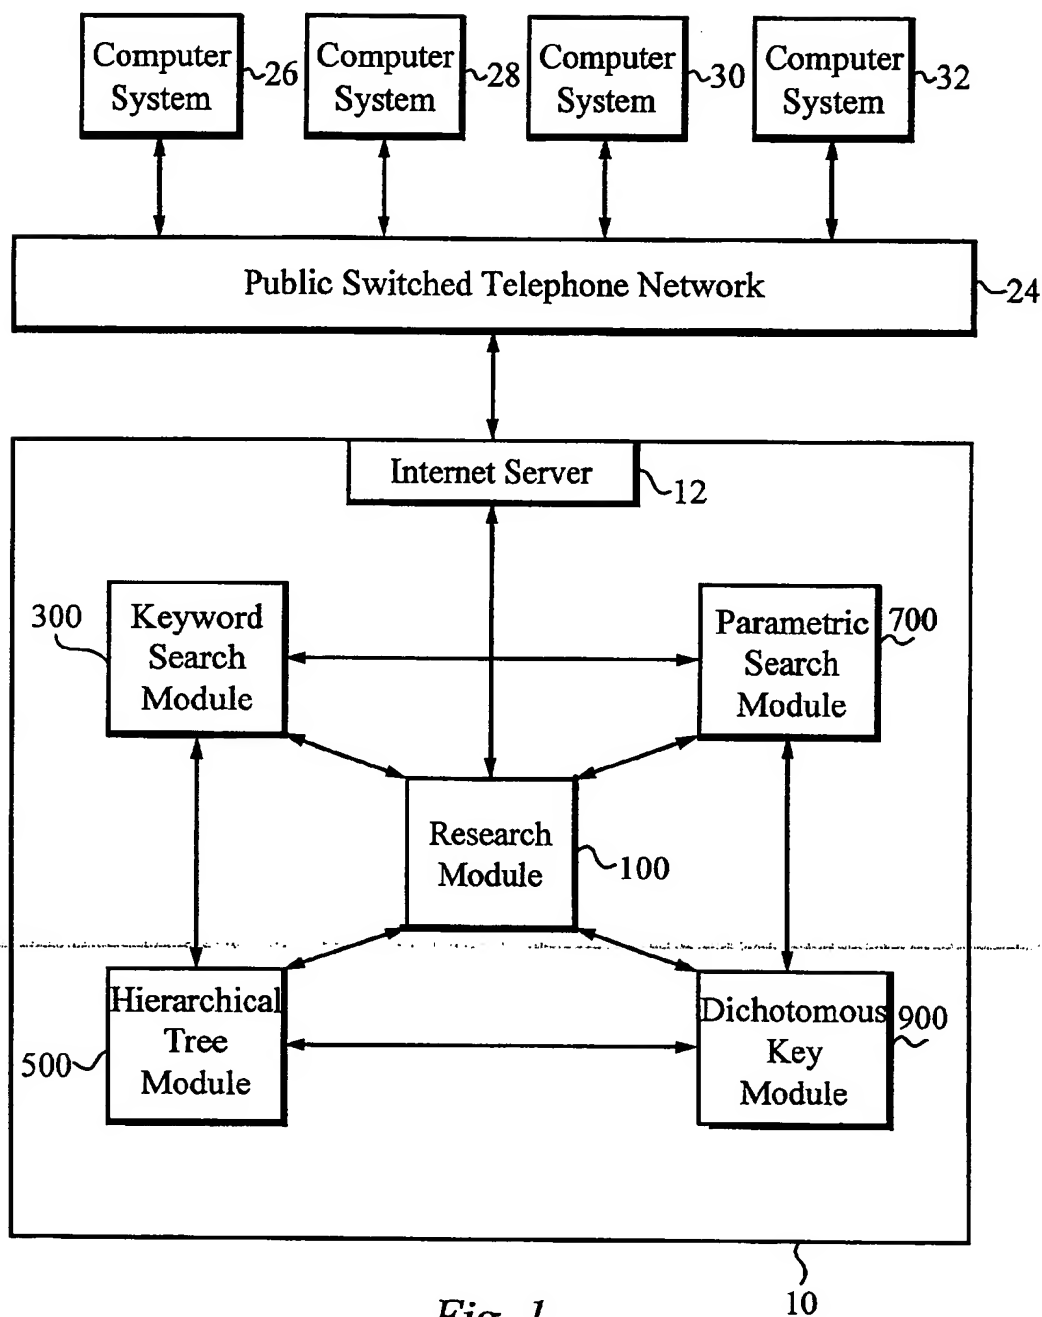 Computer
System
26
Computer
System
28
Computer
System
30
Computer
System
32
Public Switched Telephone Network
24
Internet Server
12
300
Keyword
Search
Module
Parametric
Search
Module
700
Research
Module
100
Hierarchical
Tree
Module
500
Dichotomous
Key
Module
900
10
Fig. 1